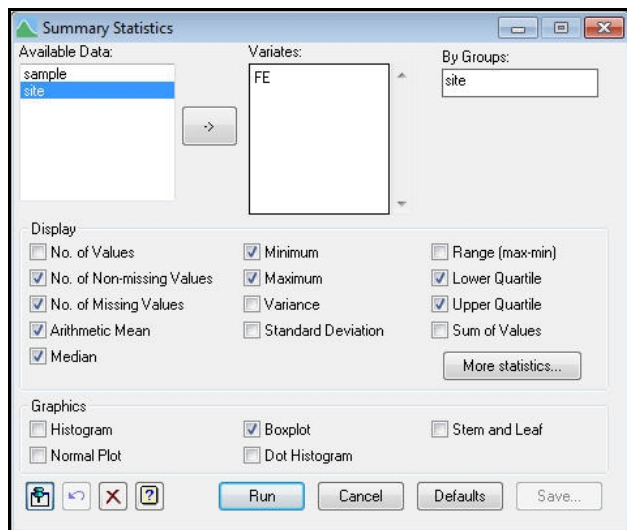 Summary Statistics
Available Data:
Variates:
By Groups:
sample
site
FE
site
->
Display
No. of Values
Minimum
Range (max-min)
No. of Non-missing Values
Maximum
Lower Quartile
No. of Missing Values
Variance
Upper Quartile
Arithmetic Mean
Standard Deviation
Sum of Values
Median
More statistics...
Graphics
Histogram
Boxplot
Stem and Leaf
Normal Plot
Dot Histogram
Run
Cancel
Defaults
Save...